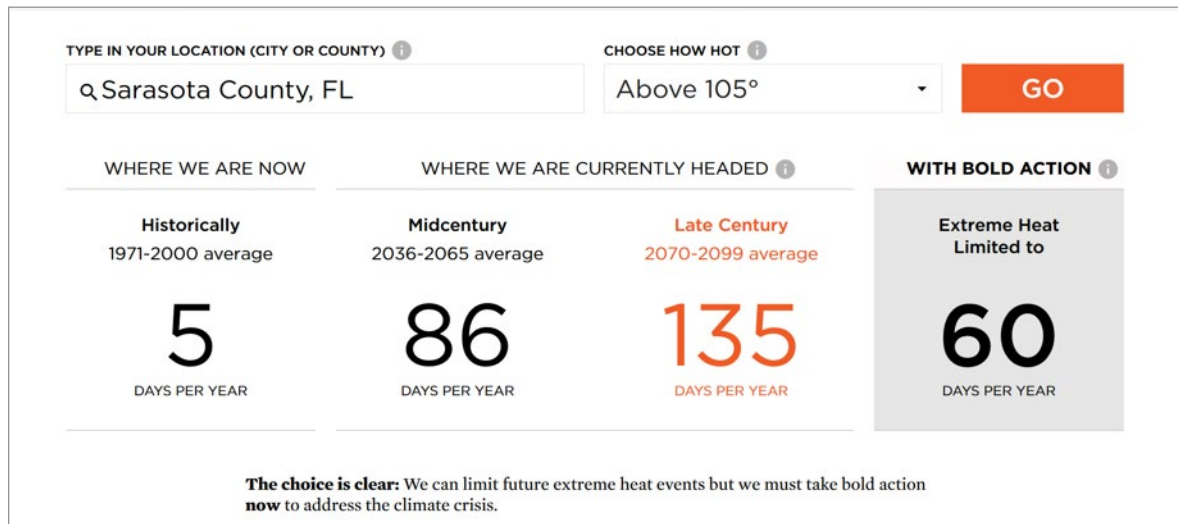 TYPE IN YOUR LOCATION (CITY OR COUNTY) i
CHOOSE HOW HOT i
Sarasota County, FL
Above 105°
GO
WHERE WE ARE NOW
WHERE WE ARE CURRENTLY HEADED i
WITH BOLD ACTION i
Historically
1971-2000 average
5
DAYS PER YEAR
Midcentury
2036-2065 average
86
DAYS PER YEAR
Late Century
2070-2099 average
135
DAYS PER YEAR
Extreme Heat
Limited to
60
DAYS PER YEAR
The choice is clear: We can limit future extreme heat events but we must take bold action
now to address the climate crisis.